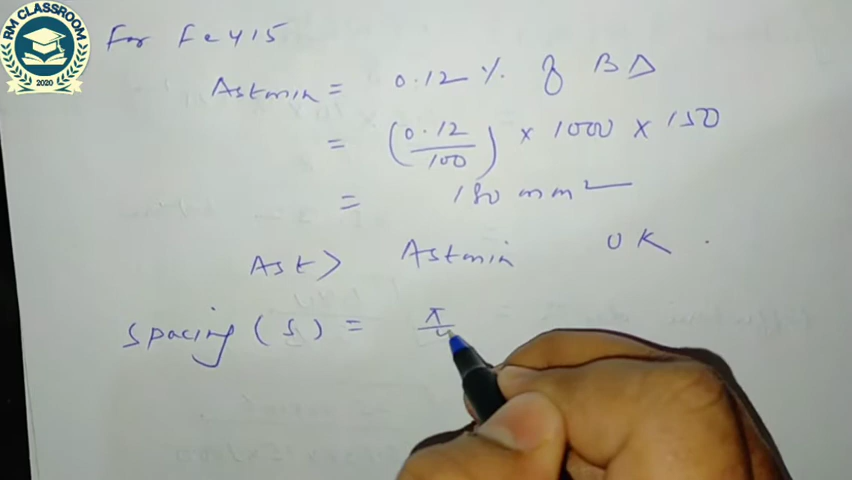 RM CLASSROOM
2020
For Fe415
Astmin = 0.12 % of BD
= (0.12/100) × 1000 × 150
= 180 mm²
Ast > Astmin OK.
Spacing (S) = π/4